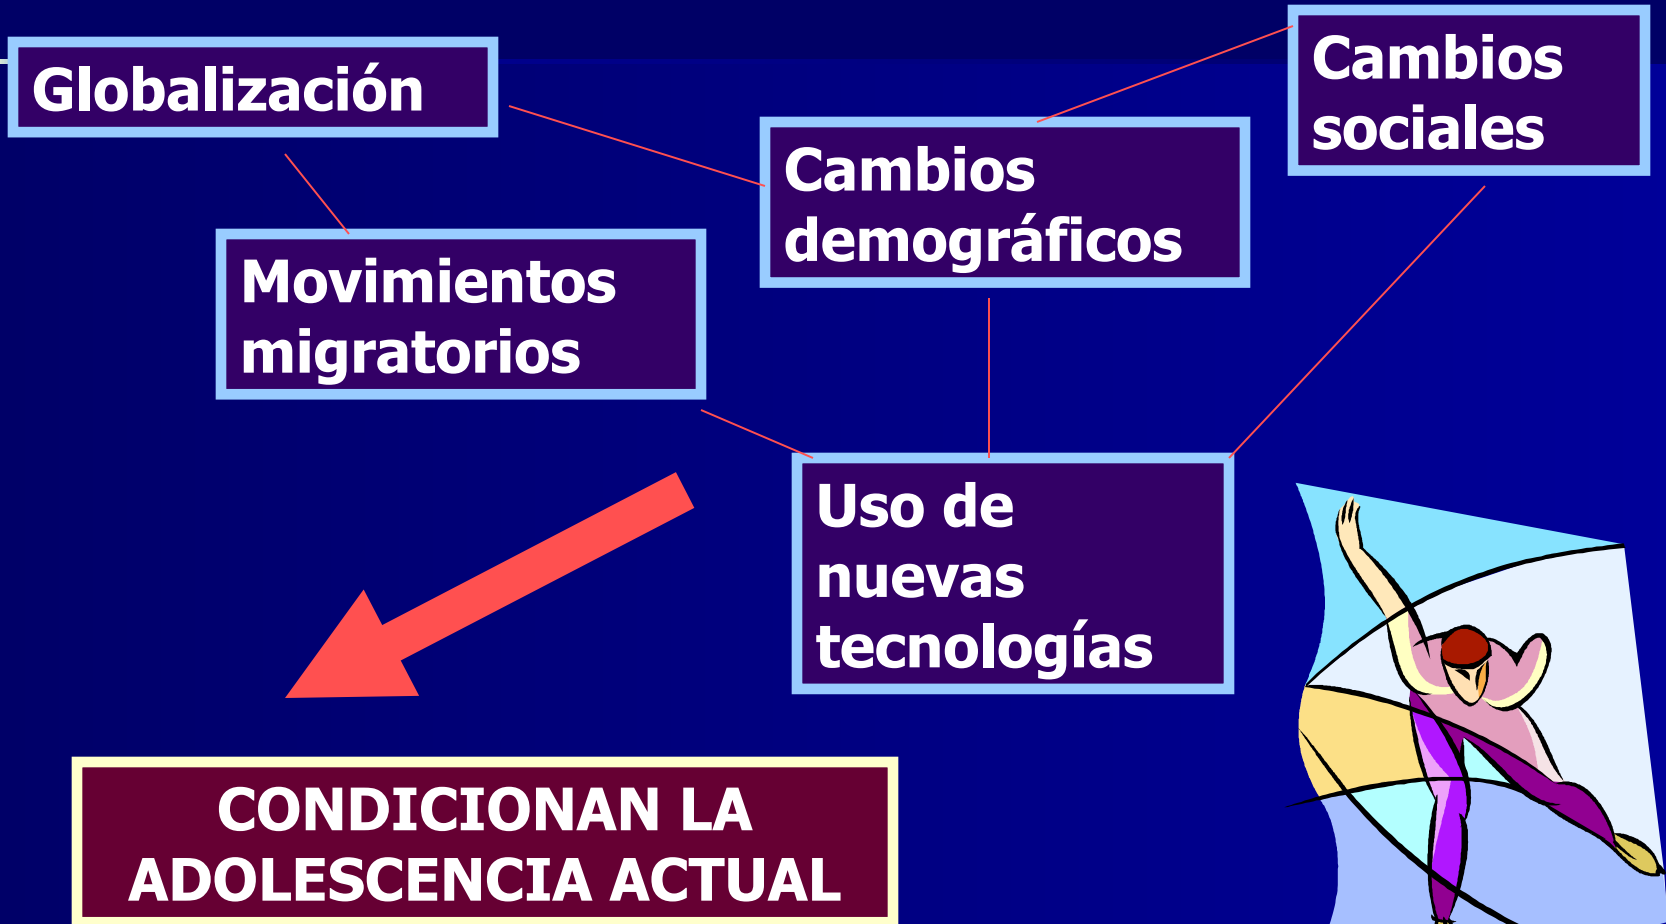 Globalización
Cambios
sociales
Cambios
demográficos
Movimientos
migratorios
Uso de
nuevas
tecnologías
CONDICIONAN LA
ADOLESCENCIA ACTUAL